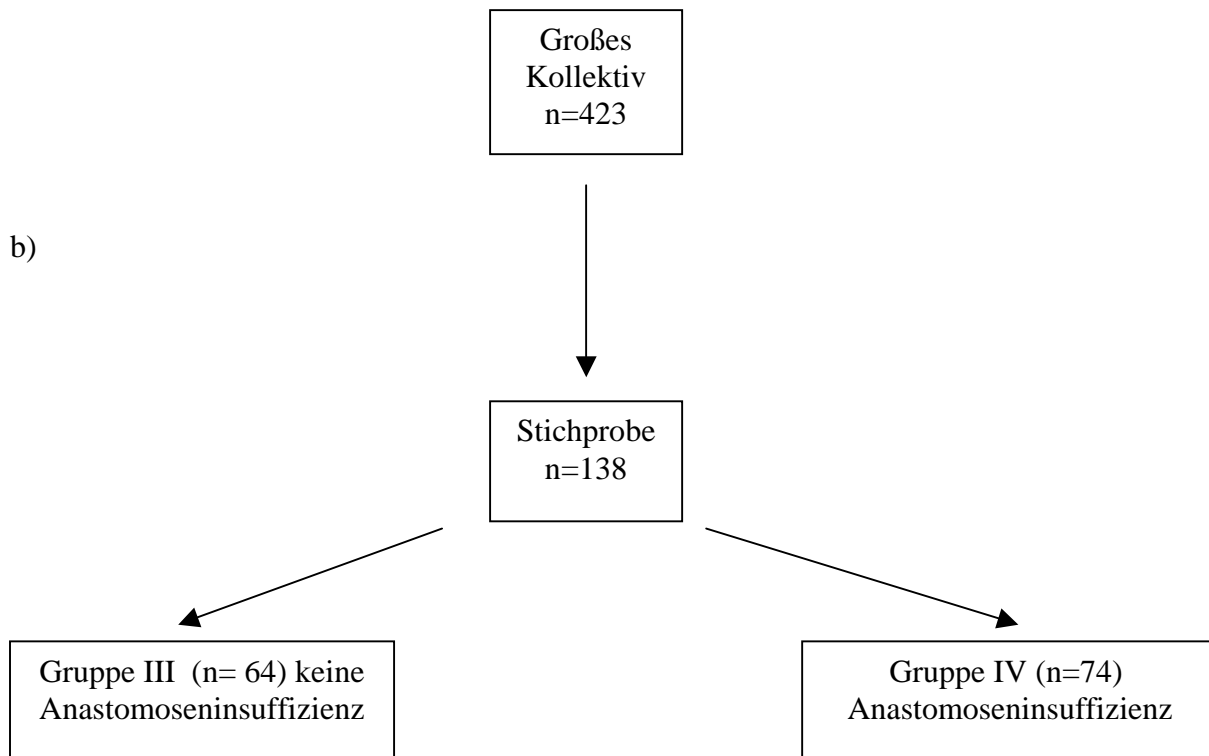 Großes
Kollektiv
n=423
b)
Stichprobe
n=138
Gruppe III (n= 64) keine
Anastomoseninsuffizienz
Gruppe IV (n=74)
Anastomoseninsuffizienz